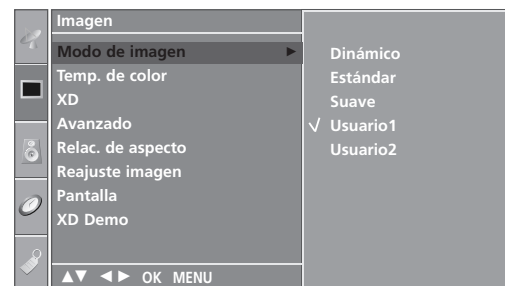 Imagen
Modo de imagen ►
Temp. de color
XD
Avanzado
Relac. de aspecto
Reajuste imagen
Pantalla
XD Demo
▲▼ ◄► OK MENU
Dinámico
Estándar
Suave
√ Usuario1
Usuario2